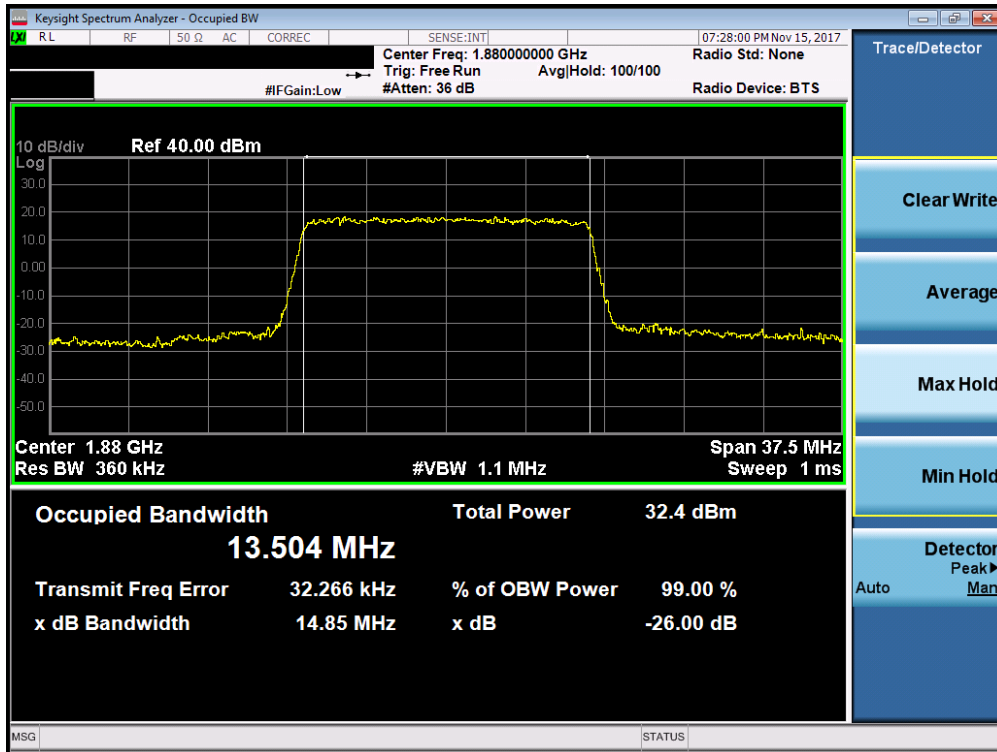 Keysight Spectrum Analyzer - Occupied BW
LXI RL RF 50 Ω AC CORREC SENSE:INT 07:28:00 PM Nov 15, 2017
Center Freq: 1.880000000 GHz Radio Std: None
Trig: Free Run Avg|Hold: 100/100
#IFGain:Low #Atten: 36 dB Radio Device: BTS
Trace/Detector
10 dB/div Ref 40.00 dBm
Log
30.0
20.0
10.0
0.00
-10.0
-20.0
-30.0
-40.0
-50.0
Center 1.88 GHz Span 37.5 MHz
Res BW 360 kHz #VBW 1.1 MHz Sweep 1 ms
Occupied Bandwidth Total Power 32.4 dBm
13.504 MHz
Transmit Freq Error 32.266 kHz % of OBW Power 99.00 %
x dB Bandwidth 14.85 MHz x dB -26.00 dB
Clear Write
Average
Max Hold
Min Hold
Detector
Peak▶
Auto Man
MSG STATUS